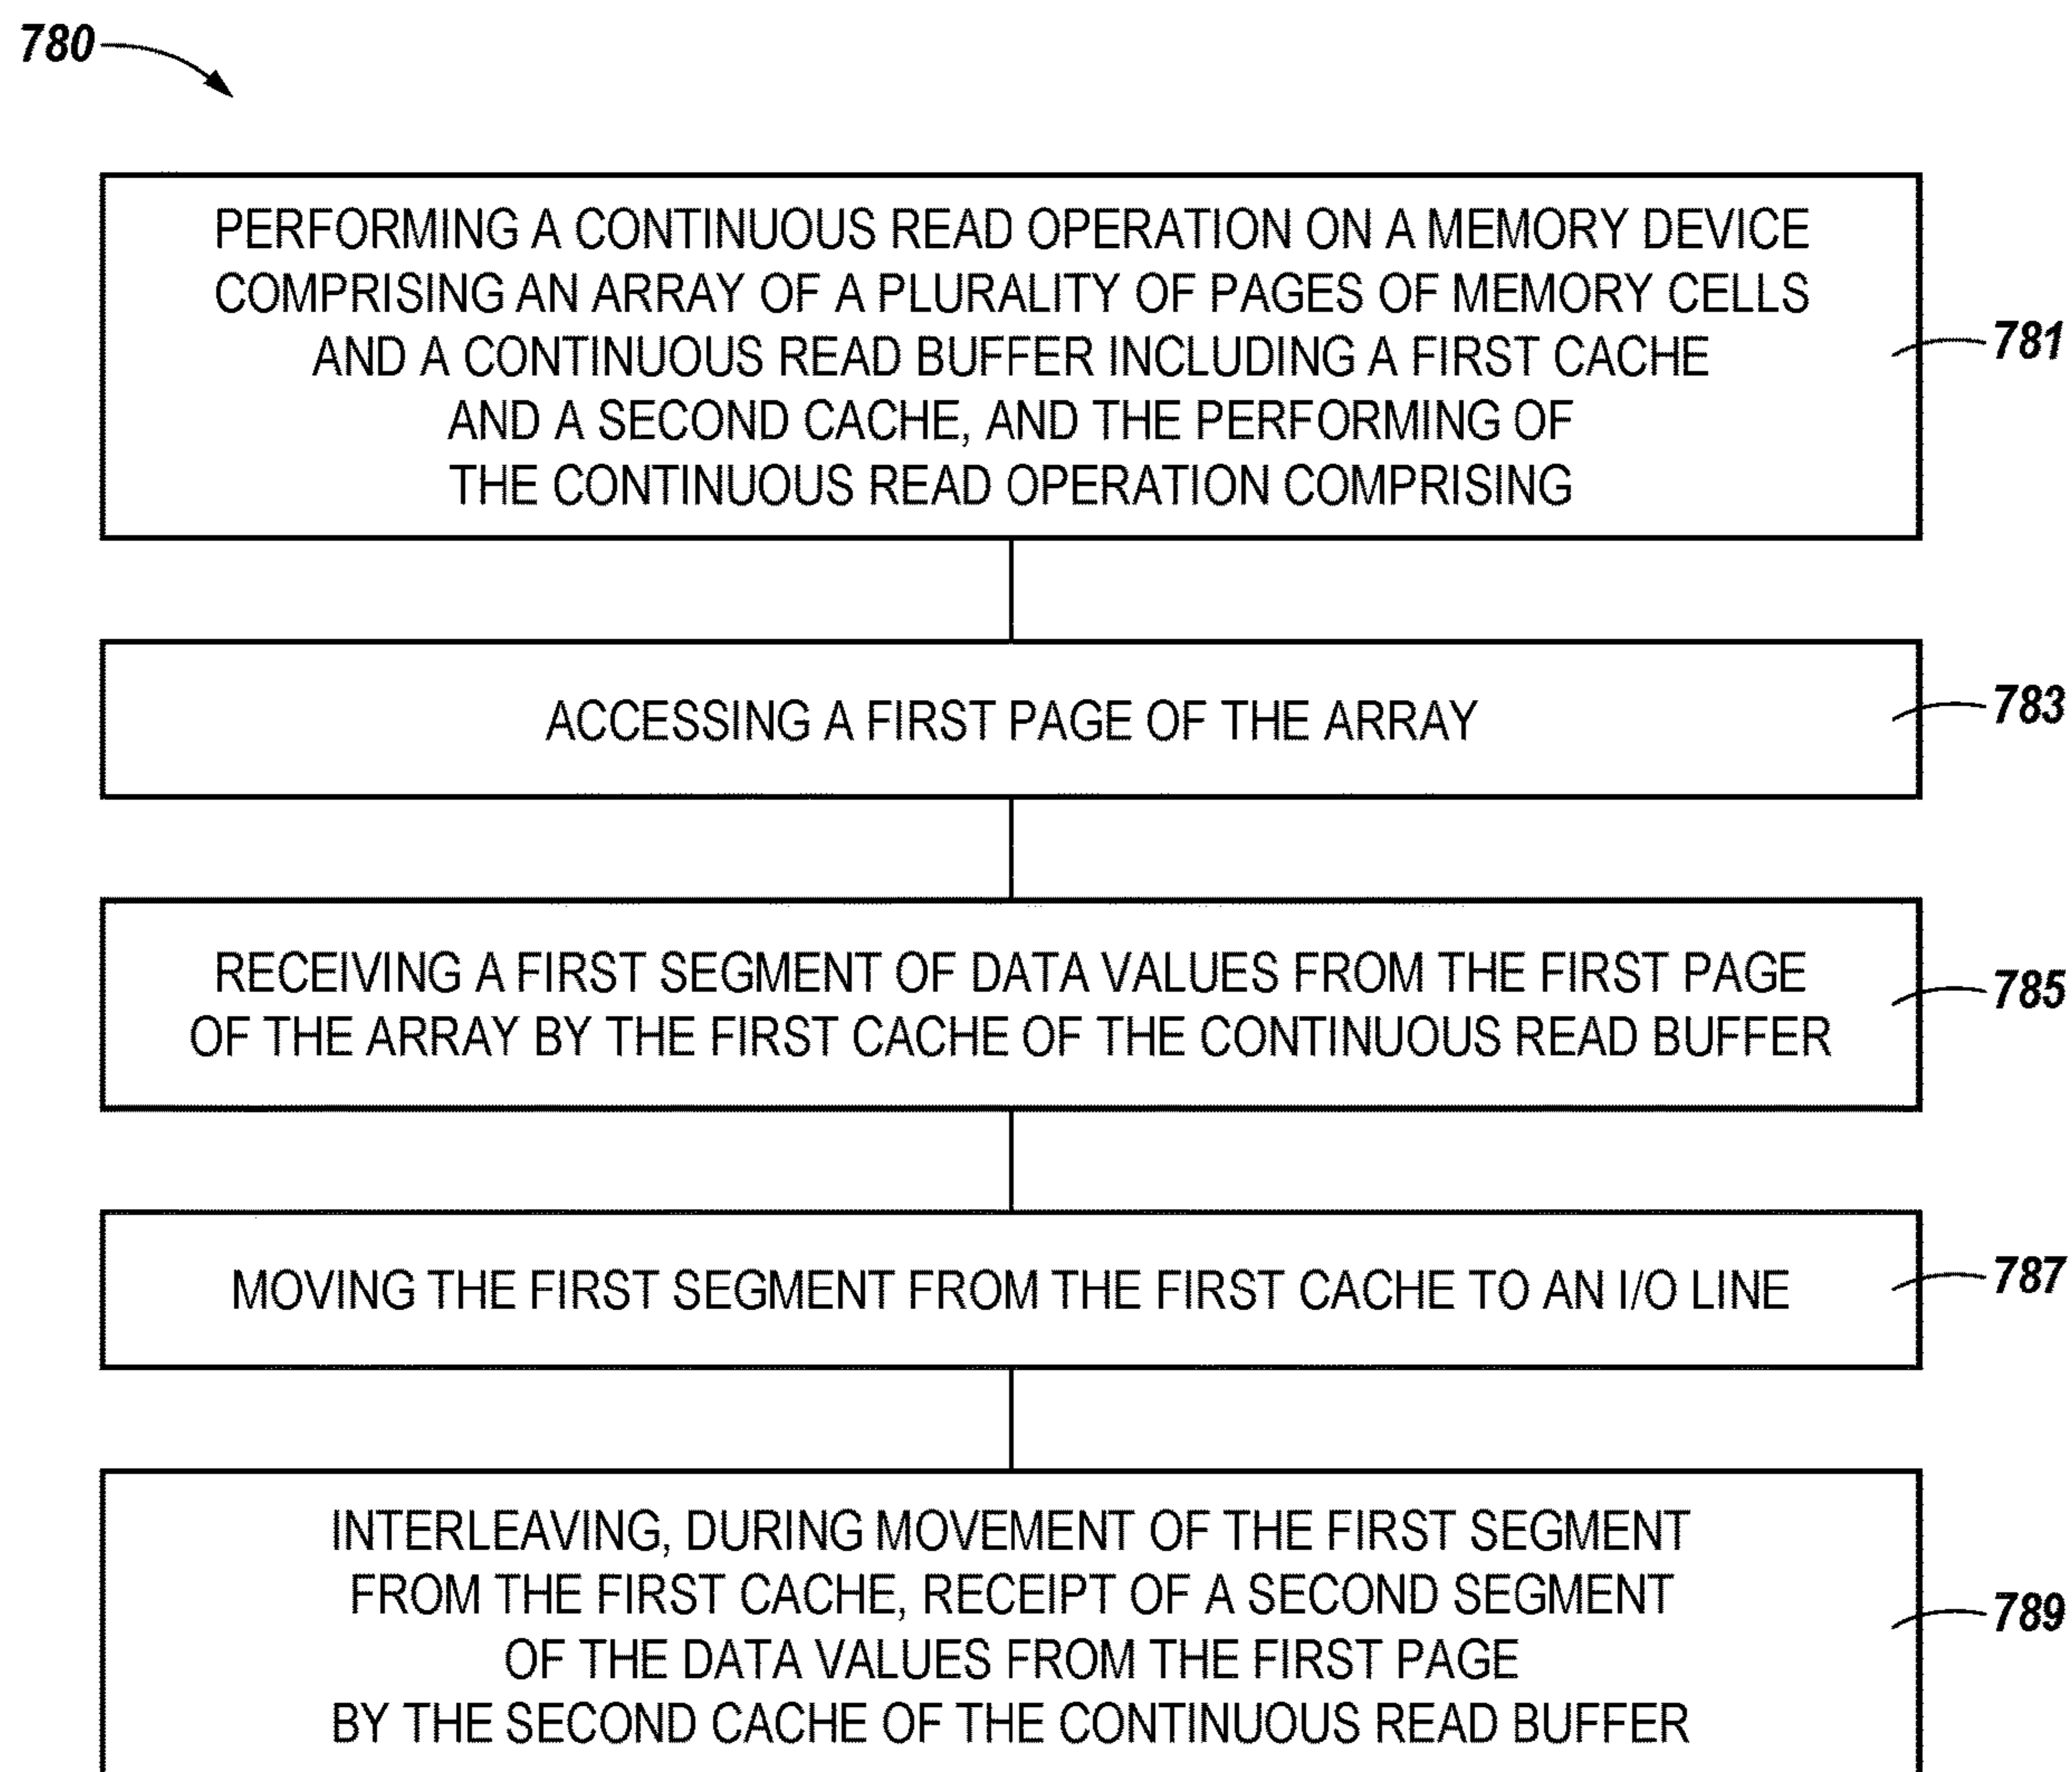 780
PERFORMING A CONTINUOUS READ OPERATION ON A MEMORY DEVICE
COMPRISING AN ARRAY OF A PLURALITY OF PAGES OF MEMORY CELLS
AND A CONTINUOUS READ BUFFER INCLUDING A FIRST CACHE
AND A SECOND CACHE, AND THE PERFORMING OF
THE CONTINUOUS READ OPERATION COMPRISING
781
ACCESSING A FIRST PAGE OF THE ARRAY
783
RECEIVING A FIRST SEGMENT OF DATA VALUES FROM THE FIRST PAGE
OF THE ARRAY BY THE FIRST CACHE OF THE CONTINUOUS READ BUFFER
785
MOVING THE FIRST SEGMENT FROM THE FIRST CACHE TO AN I/O LINE
787
INTERLEAVING, DURING MOVEMENT OF THE FIRST SEGMENT
FROM THE FIRST CACHE, RECEIPT OF A SECOND SEGMENT
OF THE DATA VALUES FROM THE FIRST PAGE
BY THE SECOND CACHE OF THE CONTINUOUS READ BUFFER
789